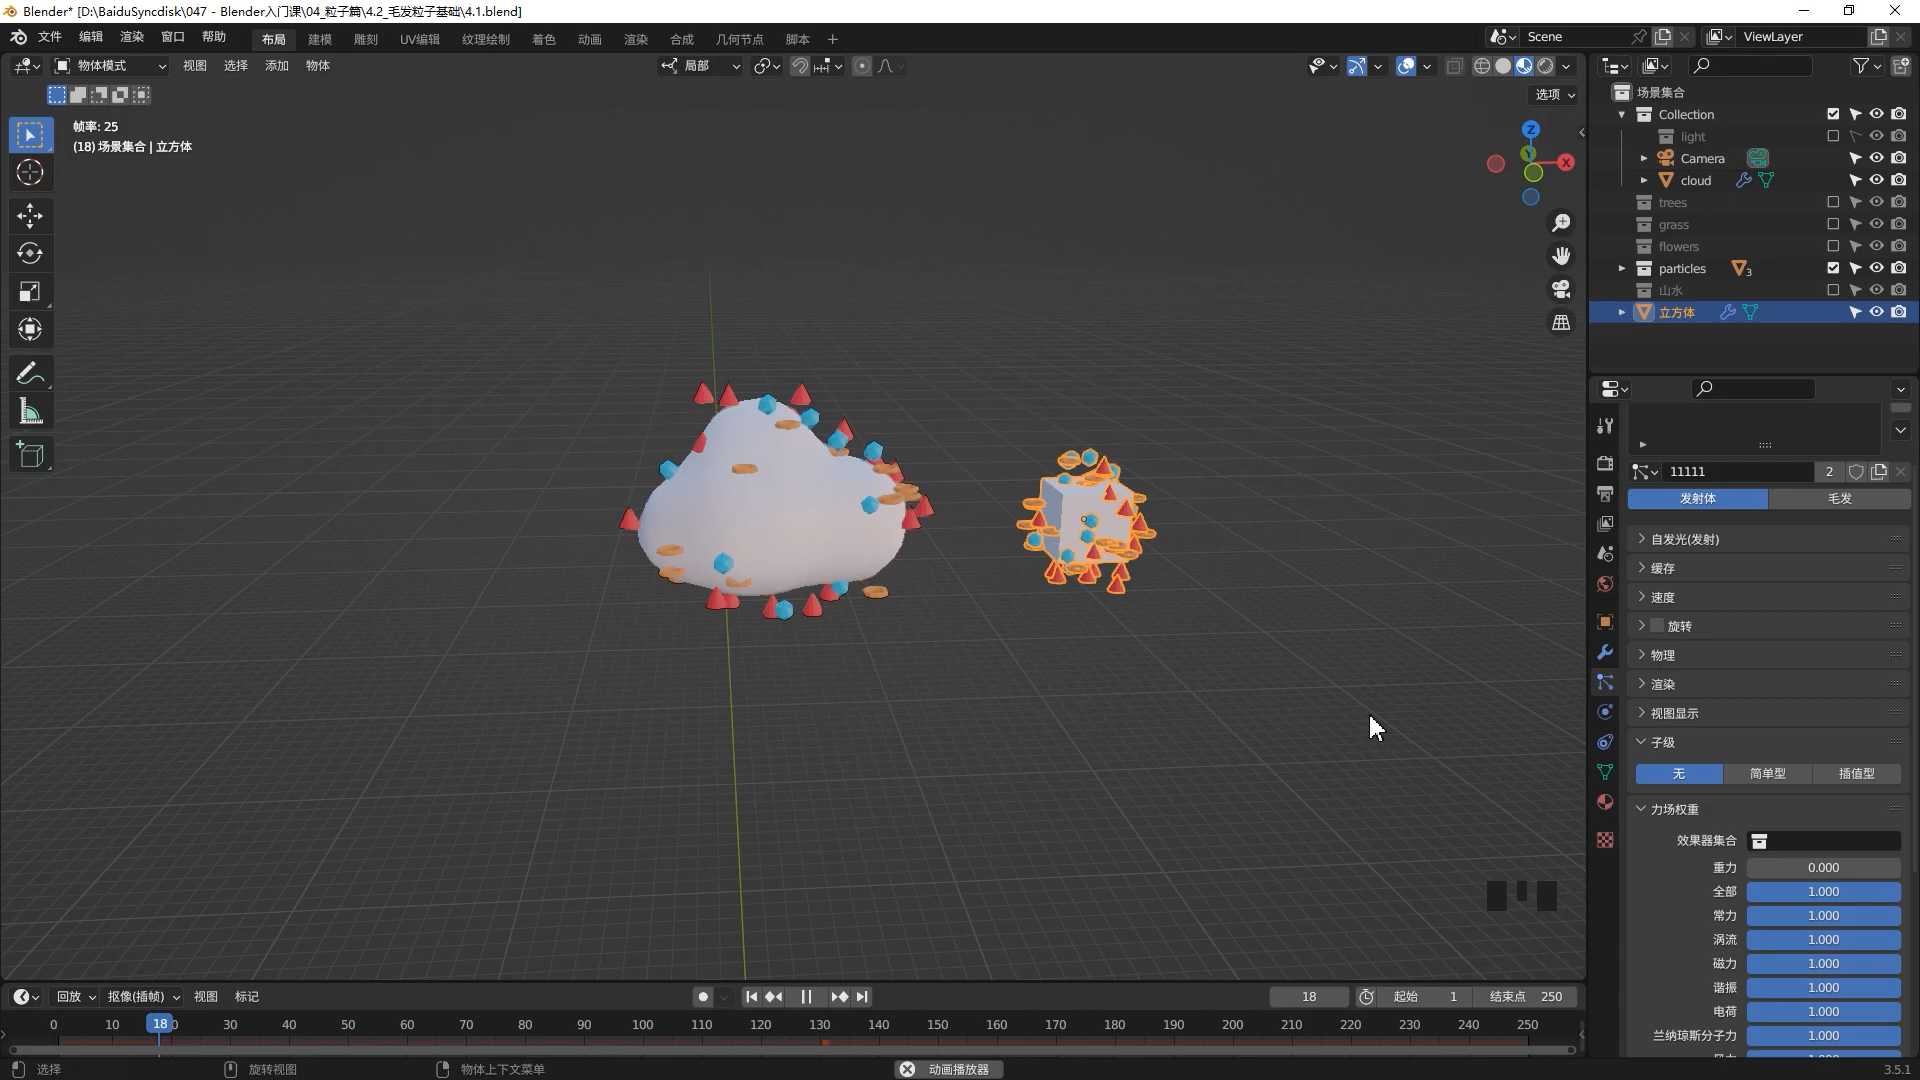 Blender* [D:\BaiduSyncdisk\047 - Blender入门课\04_粒子篇\4.2_毛发粒子基础\4.1.blend]
文件 编辑 渲染 窗口 帮助 布局 建模 雕刻 UV编辑 纹理绘制 着色 动画 渲染 合成 几何节点 脚本 + Scene ViewLayer
物体模式 视图 选择 添加 物体 局部
选项
帧率: 25
(18) 场景集合 | 立方体
Z
Y
X
场景集合
Collection
light
Camera
cloud
trees
grass
flowers
particles 3
山水
立方体
11111 2
发射体 毛发
自发光(发射)
缓存
速度
旋转
物理
渲染
视图显示
子级
无 简单型 插值型
力场权重
效果器集合
重力 0.000
全部 1.000
常力 1.000
涡流 1.000
磁力 1.000
谐振 1.000
电荷 1.000
兰纳琼斯分子力 1.000
回放 抠像(插帧) 视图 标记 18 起始 1 结束点 250
0 10 18 30 40 50 60 70 80 90 100 110 120 130 140 150 160 170 180 190 200 210 220 230 240 250
选择 旋转视图 物体上下文菜单 动画播放器 3.5.1